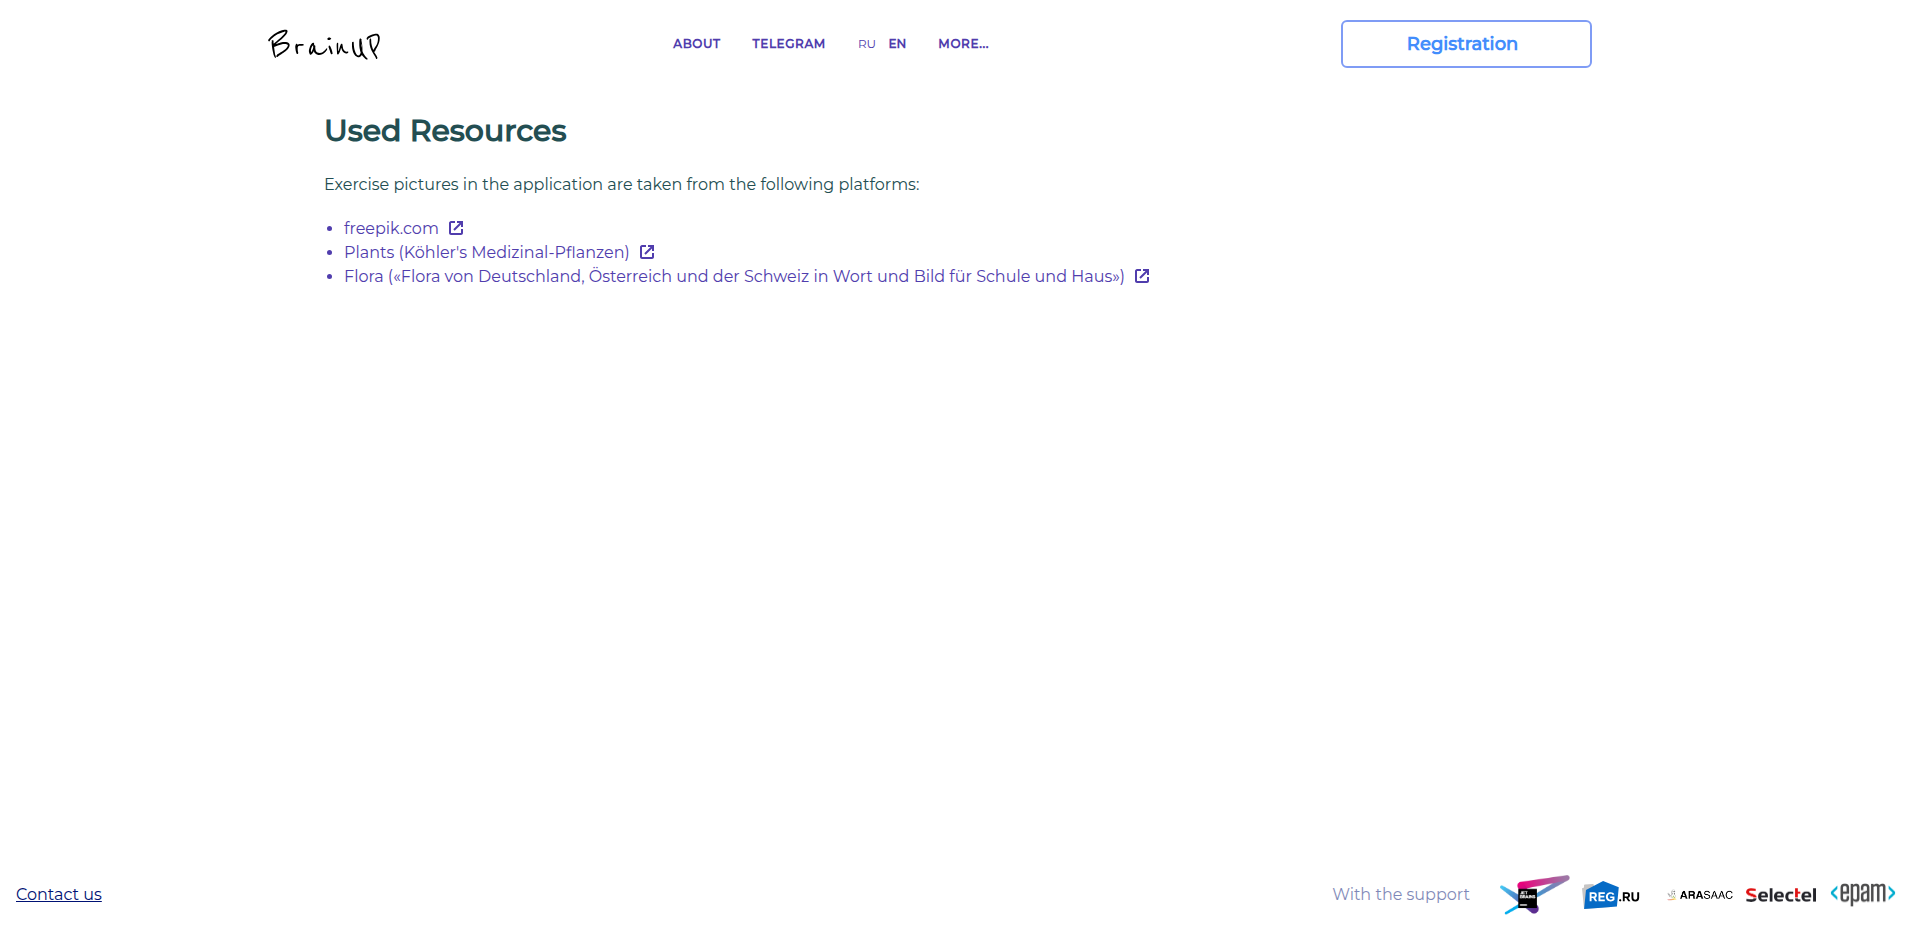 BrainUP
ABOUT TELEGRAM RU EN MORE...
Registration
Used Resources
Exercise pictures in the application are taken from the following platforms:
freepik.com
Plants (Köhler's Medizinal-Pflanzen)
Flora («Flora von Deutschland, Österreich und der Schweiz in Wort und Bild für Schule und Haus»)
Contact us
With the support
JET BRAINS
REG.RU
ARASAAC
Selectel
<epam>